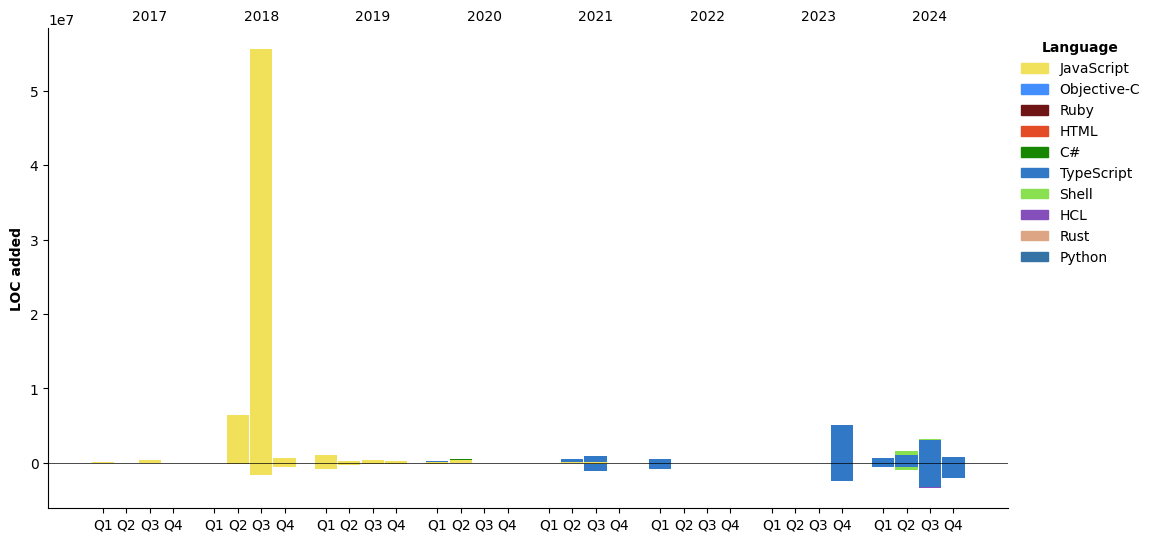 2017 2018 2019 2020 2021 2022 2023 2024
1e7
Language
JavaScript
Objective-C
Ruby
HTML
C#
TypeScript
Shell
HCL
Rust
Python
LOC added
5
4
3
2
1
0
Q1 Q2 Q3 Q4 Q1 Q2 Q3 Q4 Q1 Q2 Q3 Q4 Q1 Q2 Q3 Q4 Q1 Q2 Q3 Q4 Q1 Q2 Q3 Q4 Q1 Q2 Q3 Q4 Q1 Q2 Q3 Q4